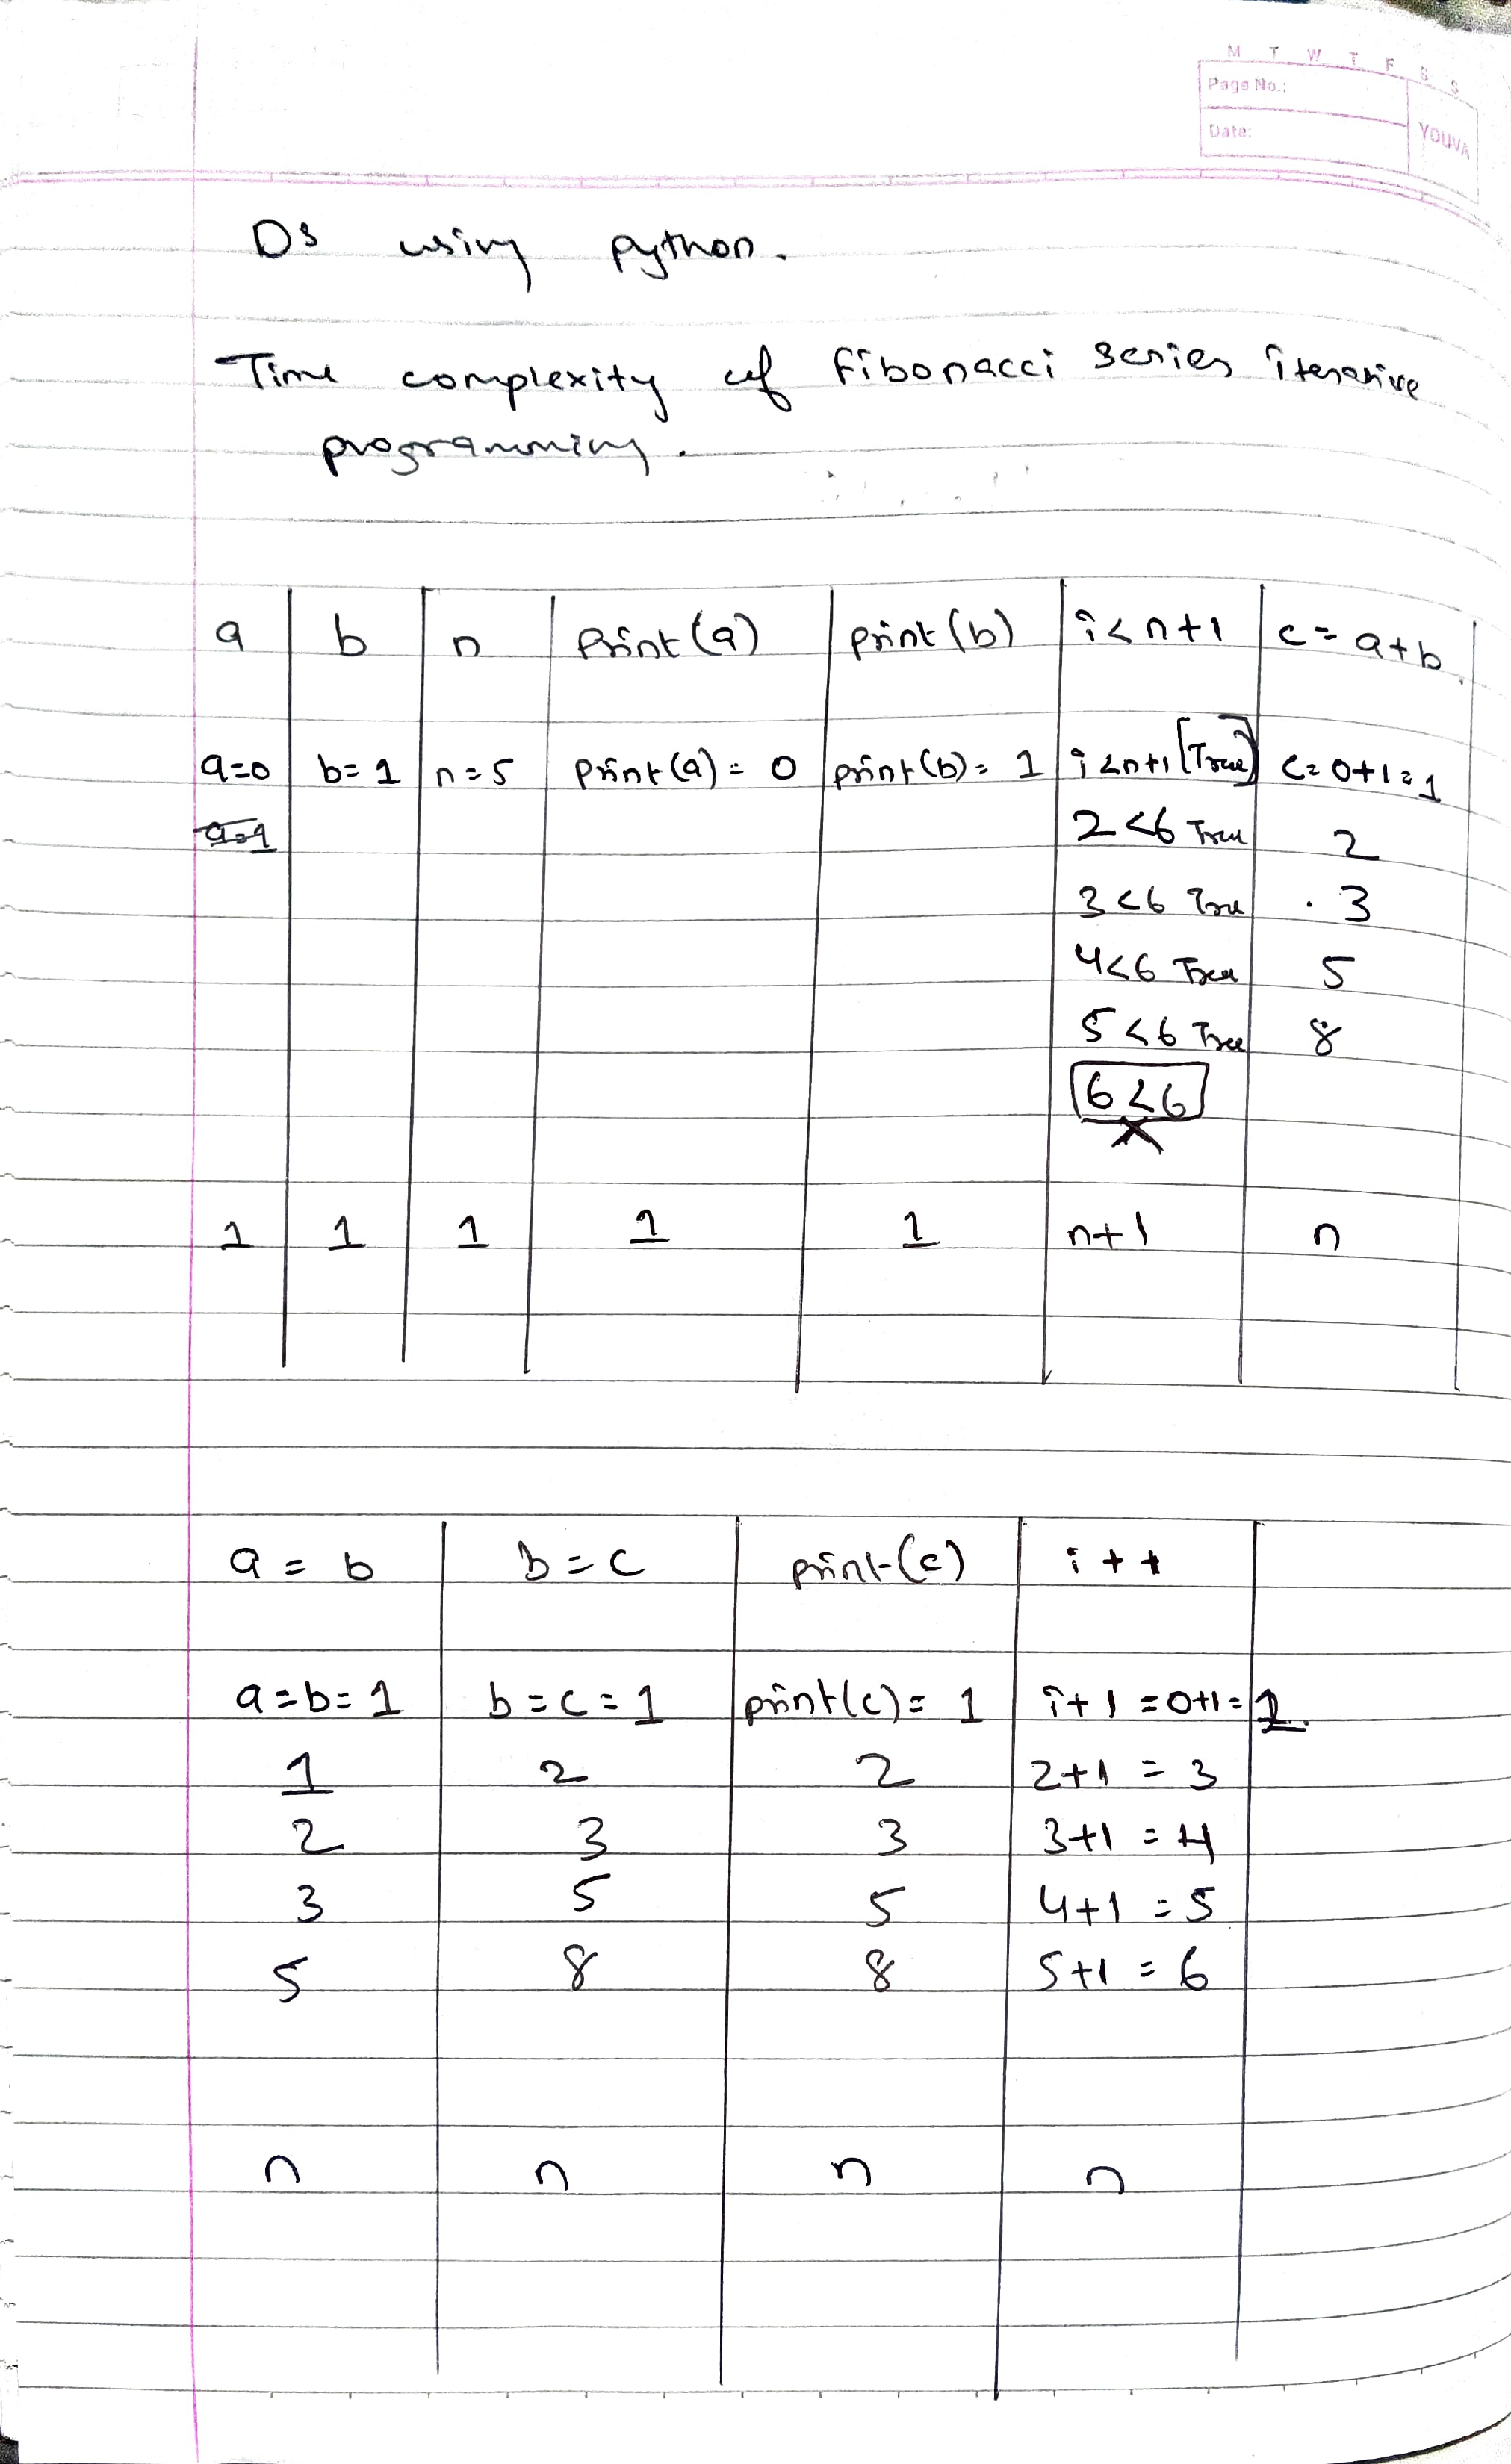 M T W T F S S
Page No.:
Date:
YOUVA
DS using python.
Time complexity of fibonacci series iterative
programming.
a b n Print(a) print(b) i<n+1 c=a+b.
a=0 b=1 n=5 print(a)=0 print(b)=1 i<n+1 [True] c=0+1=1
a=1 2<6 True 2
3<6 True 3
4<6 True 5
5<6 True 8
6<6
X
1 1 1 1 1 n+1 n
a=b b=c print(c) i++
a=b=1 b=c=1 print(c)=1 i+1=0+1=1
1 2 2 2+1=3
2 3 3 3+1=4
3 5 5 4+1=5
5 8 8 5+1=6
n n n n